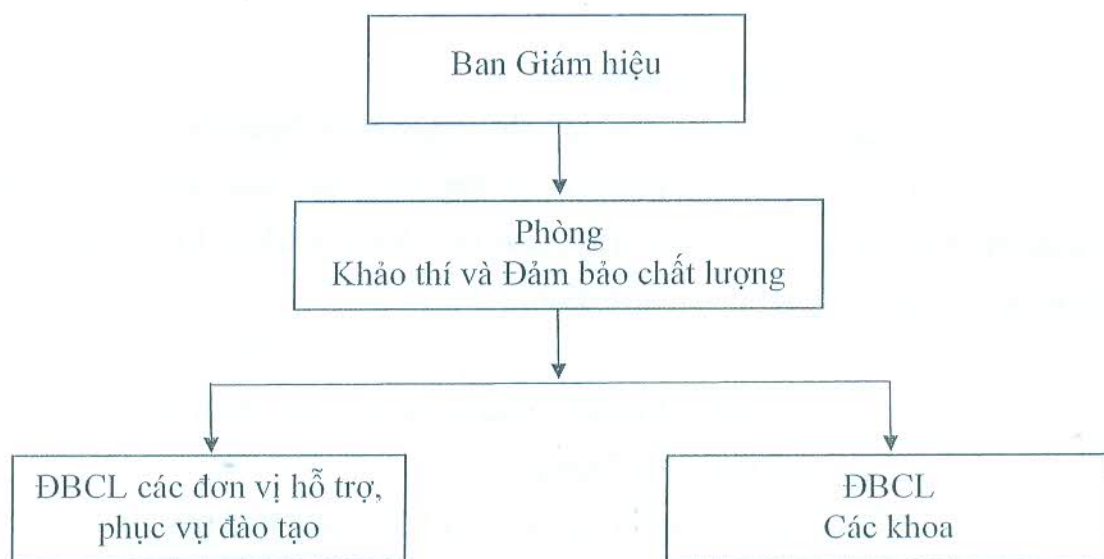 Ban Giám hiệu
Phòng
Khảo thí và Đảm bảo chất lượng
ĐBCL các đơn vị hỗ trợ,
phục vụ đào tạo
ĐBCL
Các khoa